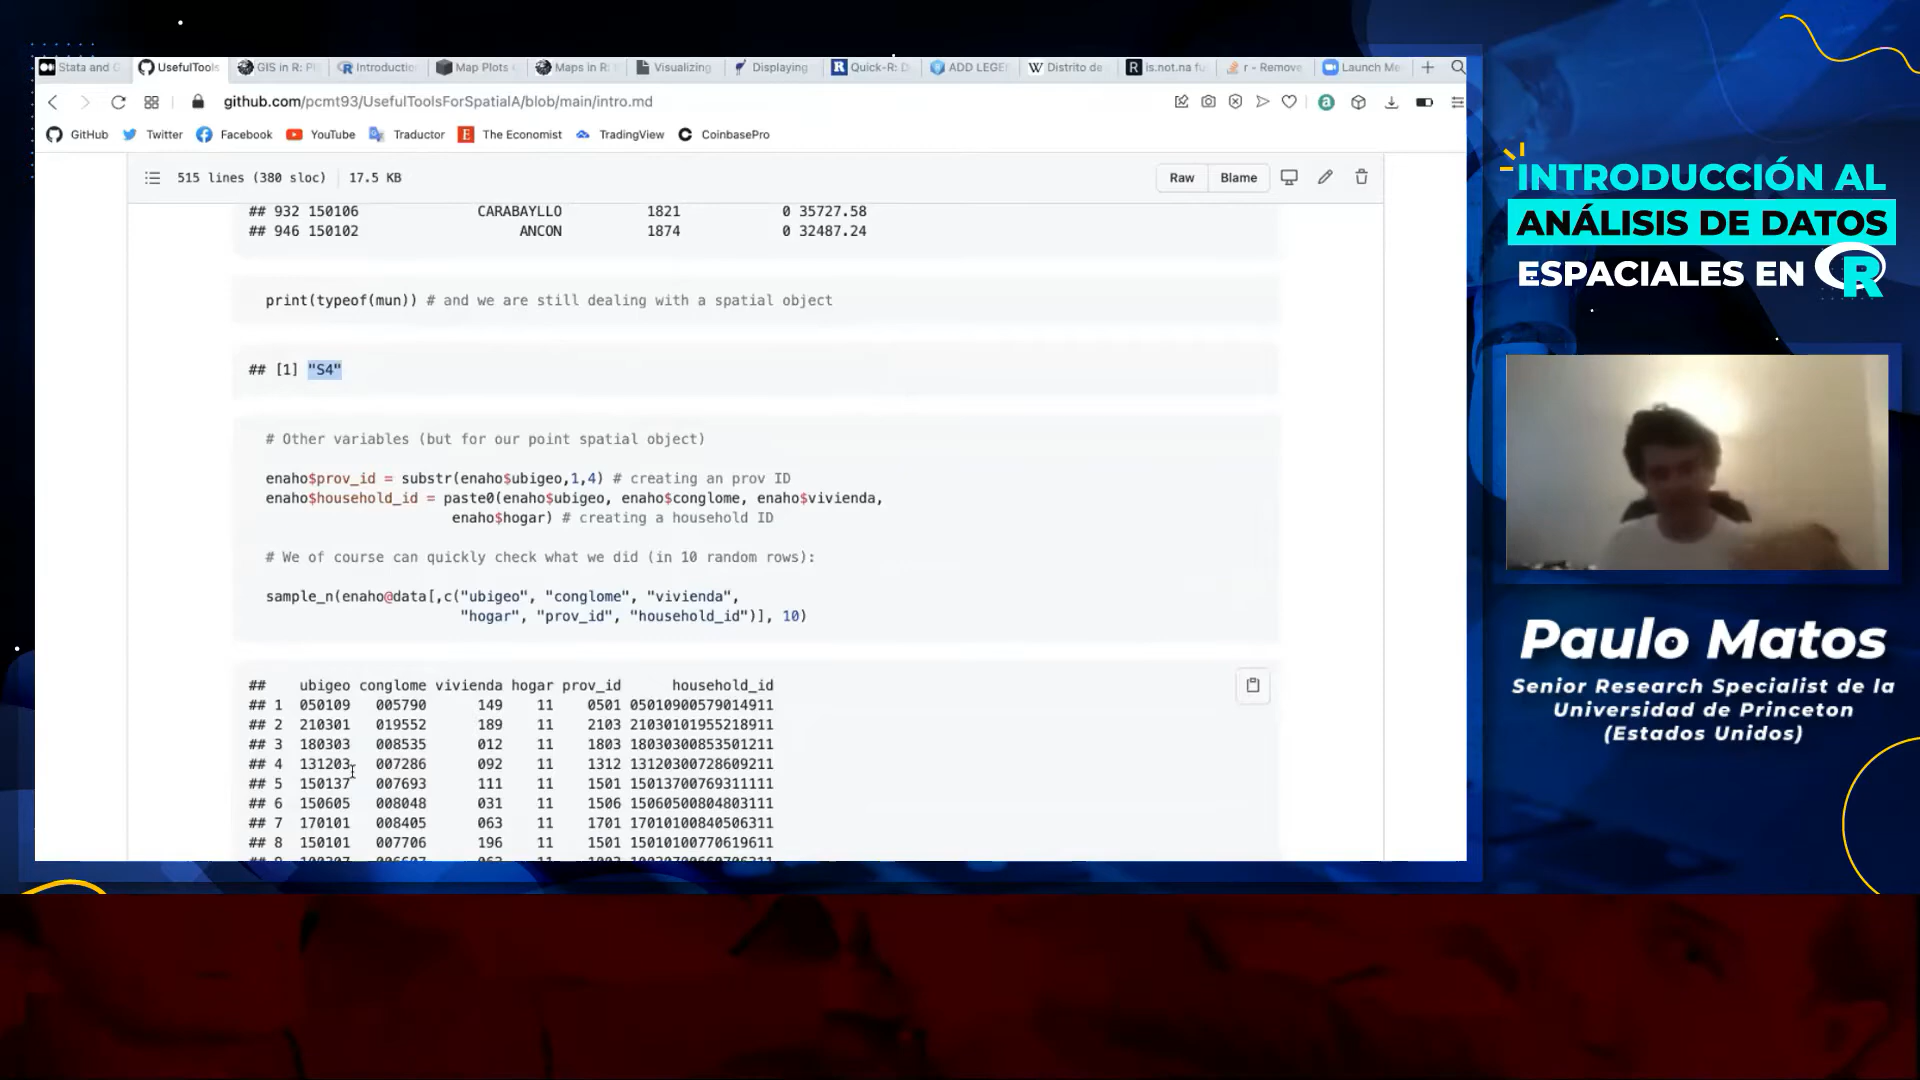 Stata and
UsefulTools
GIS in R:
Introduction
Map Plots
Maps in R:
Visualizing
Displaying
Quick-R: D
ADD LEGE
Distrito de
is.not.na fu
r - Remove
Launch Me
github.com/pcmt93/UsefulToolsForSpatialA/blob/main/intro.md
GitHub Twitter Facebook YouTube Traductor The Economist TradingView CoinbasePro
515 lines (380 sloc) 17.5 KB Raw Blame
## 932 150106 CARABAYLLO 1821 0 35727.58
## 946 150102 ANCON 1874 0 32487.24
print(typeof(mun)) # and we are still dealing with a spatial object
## [1] "S4"
# Other variables (but for our point spatial object)
enaho$prov_id = substr(enaho$ubigeo,1,4) # creating an prov ID
enaho$household_id = paste0(enaho$ubigeo, enaho$conglome, enaho$vivienda,
enaho$hogar) # creating a household ID
# We of course can quickly check what we did (in 10 random rows):
sample_n(enaho@data[,c("ubigeo", "conglome", "vivienda",
"hogar", "prov_id", "household_id")], 10)
## ubigeo conglome vivienda hogar prov_id household_id
## 1 050109 005790 149 11 0501 05010900579014911
## 2 210301 019552 189 11 2103 21030101955218911
## 3 180303 008535 012 11 1803 18030300853501211
## 4 131203 007286 092 11 1312 13120300728609211
## 5 150137 007693 111 11 1501 15013700769311111
## 6 150605 008048 031 11 1506 15060500804803111
## 7 170101 008405 063 11 1701 17010100840506311
## 8 150101 007706 196 11 1501 15010100770619611
INTRODUCCIÓN AL
ANÁLISIS DE DATOS
ESPACIALES EN R
Paulo Matos
Senior Research Specialist de la
Universidad de Princeton
(Estados Unidos)